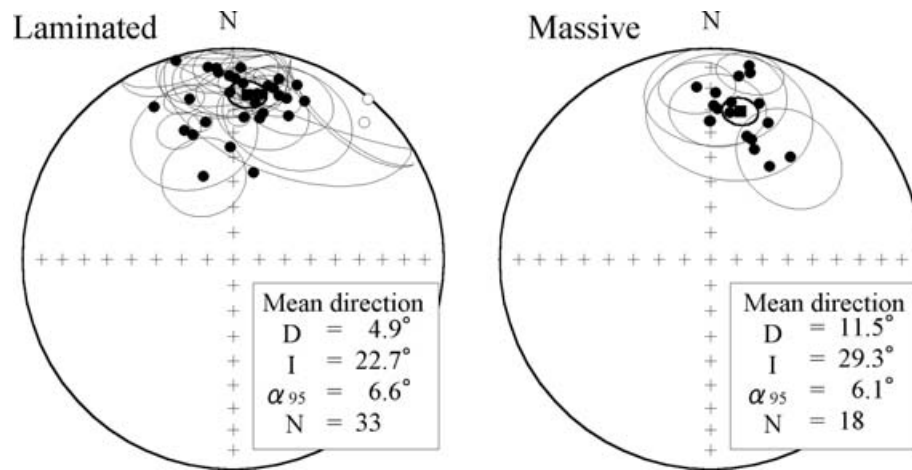 Laminated
N
Mean direction
D = 4.9°
I = 22.7°
α95 = 6.6°
N = 33
Massive
N
Mean direction
D = 11.5°
I = 29.3°
α95 = 6.1°
N = 18